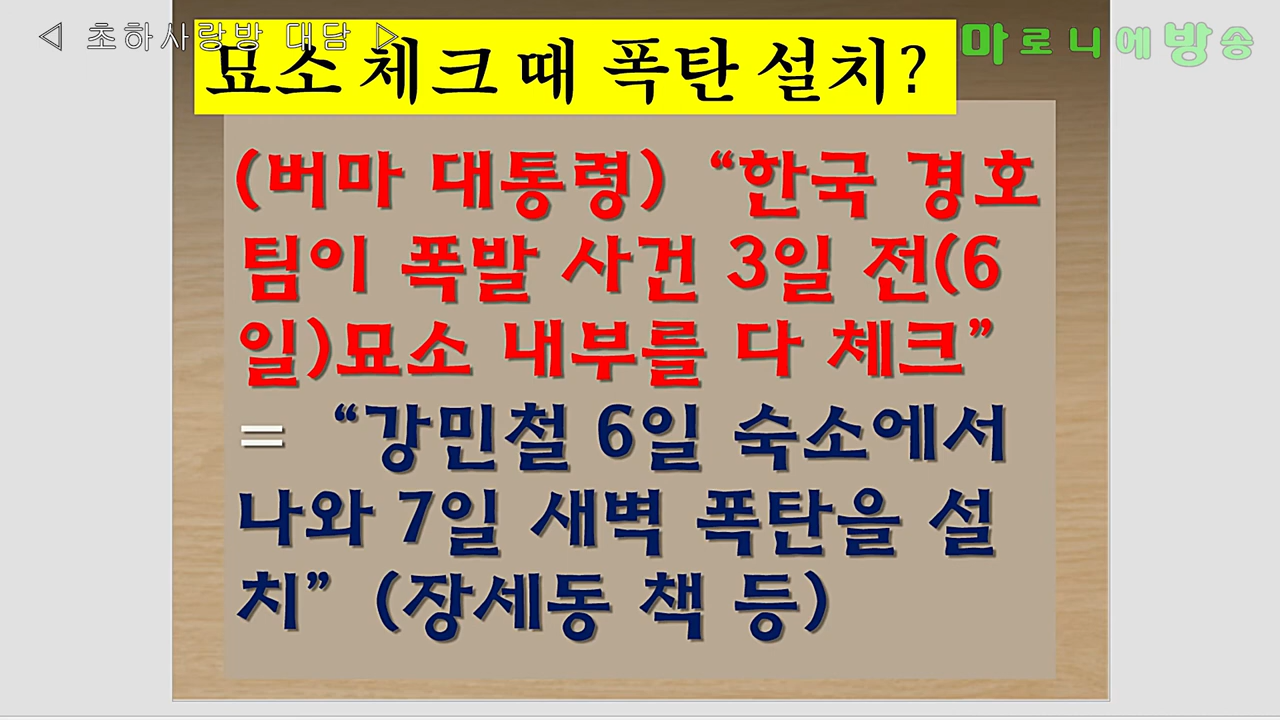 ◁ 초하사랑방 대담 ▷
마로니에방송
묘소 체크 때 폭탄 설치?
(버마 대통령) “한국 경호
팀이 폭발 사건 3일 전(6
일)묘소 내부를 다 체크”
= “강민철 6일 숙소에서
나와 7일 새벽 폭탄을 설
치” (장세동 책 등)